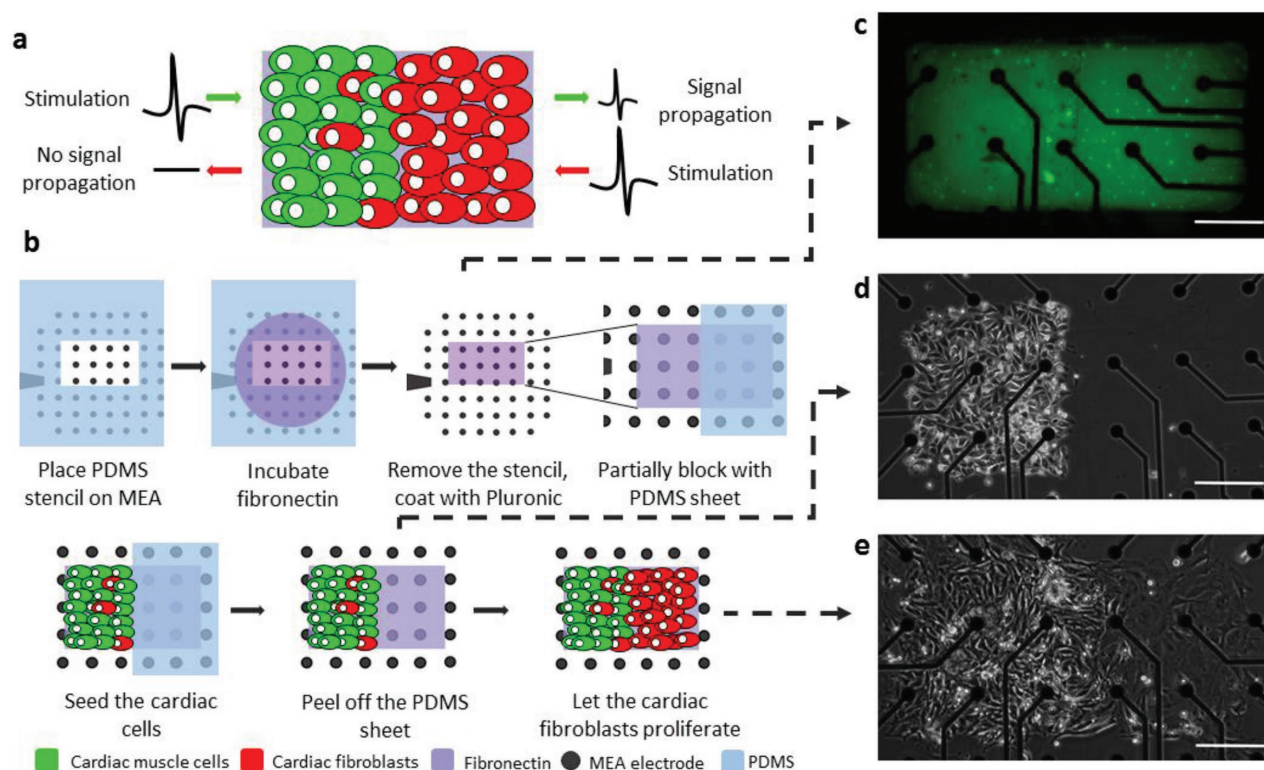 a
Stimulation
Signal
propagation
No signal
propagation
Stimulation
b
Place PDMS
stencil on MEA
Incubate
fibronectin
Remove the stencil,
coat with Pluronic
Partially block with
PDMS sheet
Seed the cardiac
cells
Peel off the PDMS
sheet
Let the cardiac
fibroblasts proliferate
Cardiac muscle cells
Cardiac fibroblasts
Fibronectin
MEA electrode
PDMS
c
d
e